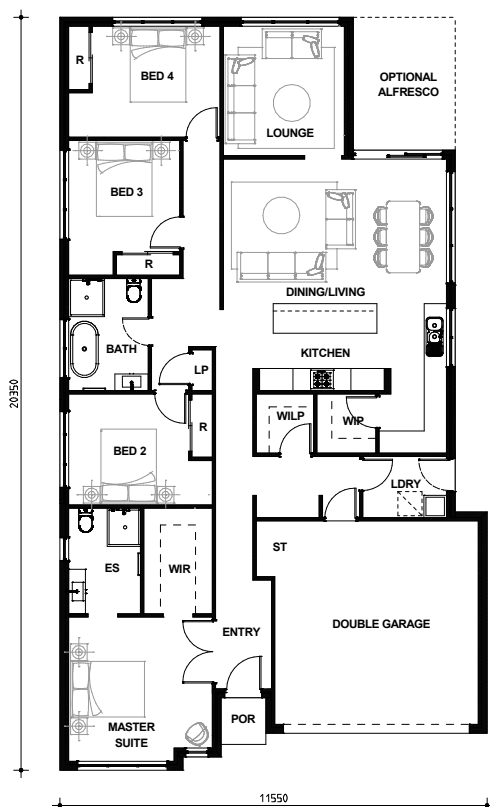 R
BED 4
LOUNGE
OPTIONAL
ALFRESCO
BED 3
R
DINING/LIVING
BATH
KITCHEN
LP
20350
WILP
WIP
R
BED 2
LDRY
ES
WIR
ST
ENTRY
DOUBLE GARAGE
POR
MASTER
SUITE
11550